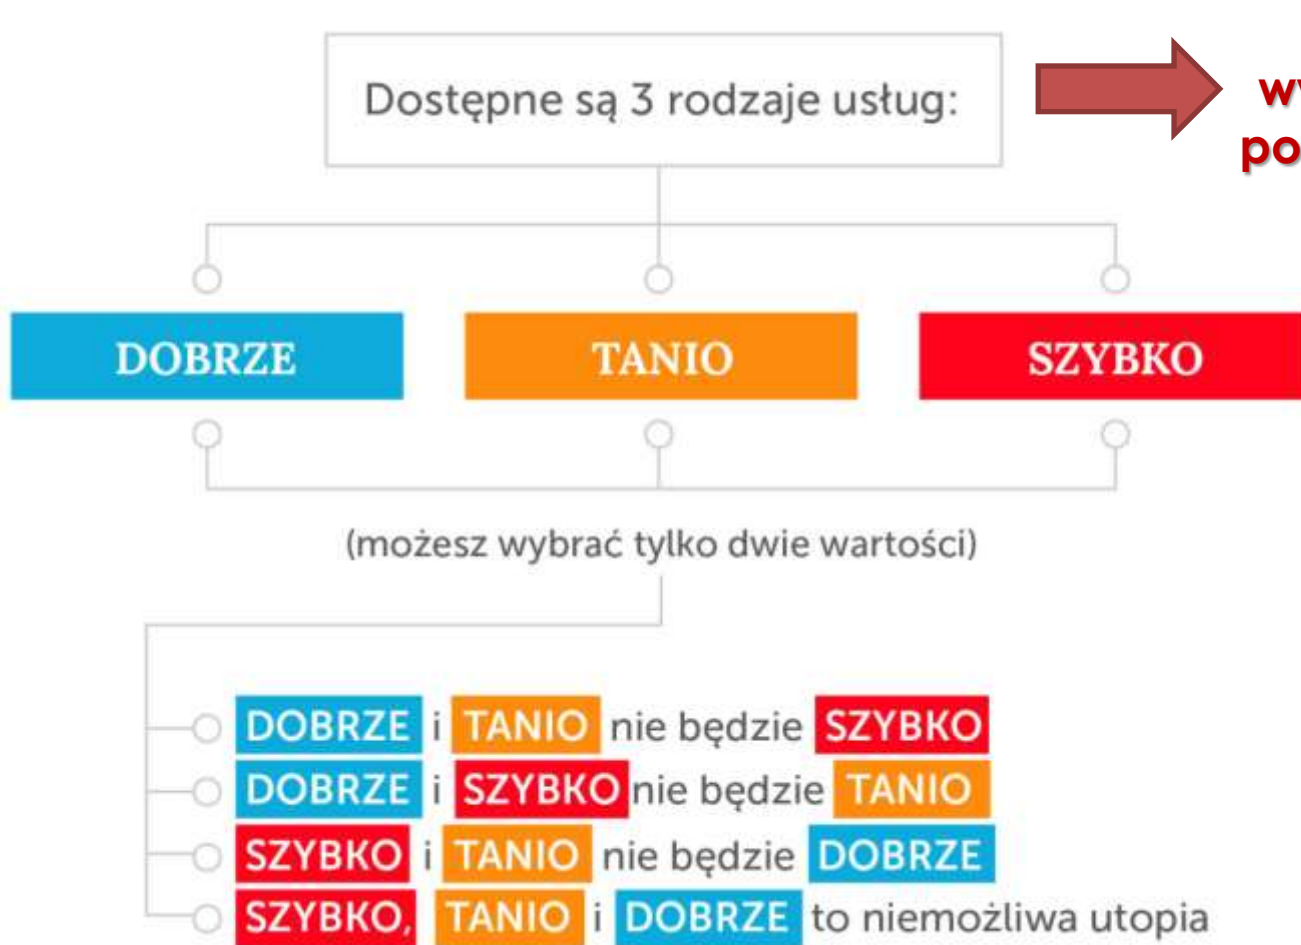 Dostępne są 3 rodzaje usług:
DOBRZE
TANIO
SZYBKO
(możesz wybrać tylko dwie wartości)
DOBRZE i TANIO nie będzie SZYBKO
DOBRZE i SZYBKO nie będzie TANIO
SZYBKO i TANIO nie będzie DOBRZE
SZYBKO, TANIO i DOBRZE to niemożliwa utopia